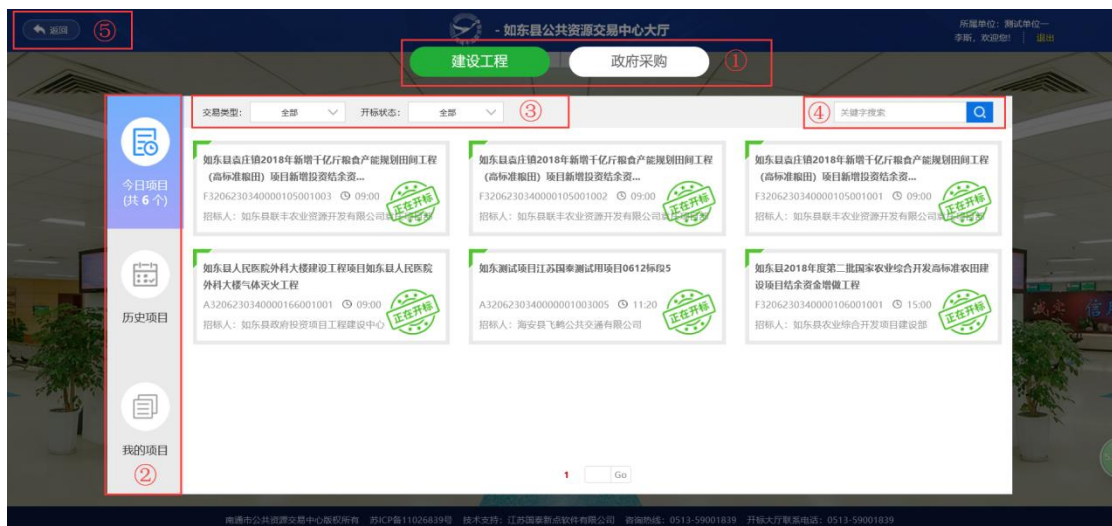 返回 ⑤
- 如东县公共资源交易中心大厅
所属单位：测试单位一
李斯，欢迎您! | 退出
建设工程 政府采购 ①
交易类型： 全部 开标状态： 全部 ③
④ 关键字搜索
今日项目
(共 6 个)
历史项目
我的项目
②
如东县袁庄镇2018年新增千亿斤粮食产能规划田间工程
（高标准粮田）项目新增投资结余资...
F3206230340000105001003 09:00
招标人：如东县联丰农业资源开发有限公司
正在开标
如东县袁庄镇2018年新增千亿斤粮食产能规划田间工程
（高标准粮田）项目新增投资结余资...
F3206230340000105001002 09:00
招标人：如东县联丰农业资源开发有限公司
正在开标
如东县袁庄镇2018年新增千亿斤粮食产能规划田间工程
（高标准粮田）项目新增投资结余资...
F3206230340000105001001 09:00
招标人：如东县联丰农业资源开发有限公司
正在开标
如东县人民医院外科大楼建设工程项目如东县人民医院
外科大楼气体灭火工程
A3206230340000166001001 09:00
招标人：如东县政府投资项目工程建设中心
正在开标
如东测试项目江苏国泰测试用项目0612标段5
A3206230340000001003005 11:20
招标人：海安县飞鹤公共交通有限公司
正在开标
如东县2018年度第二批国家农业综合开发高标准农田建
设项目结余资金增做工程
F3206230340000106001001 15:00
招标人：如东县农业综合开发项目建设部
正在开标
1 Go
诚实 信
南通市公共资源交易中心版权所有 苏ICP备11026839号 技术支持：江苏国泰新点软件有限公司 咨询热线：0513-59001839 开标大厅联系电话：0513-59001839